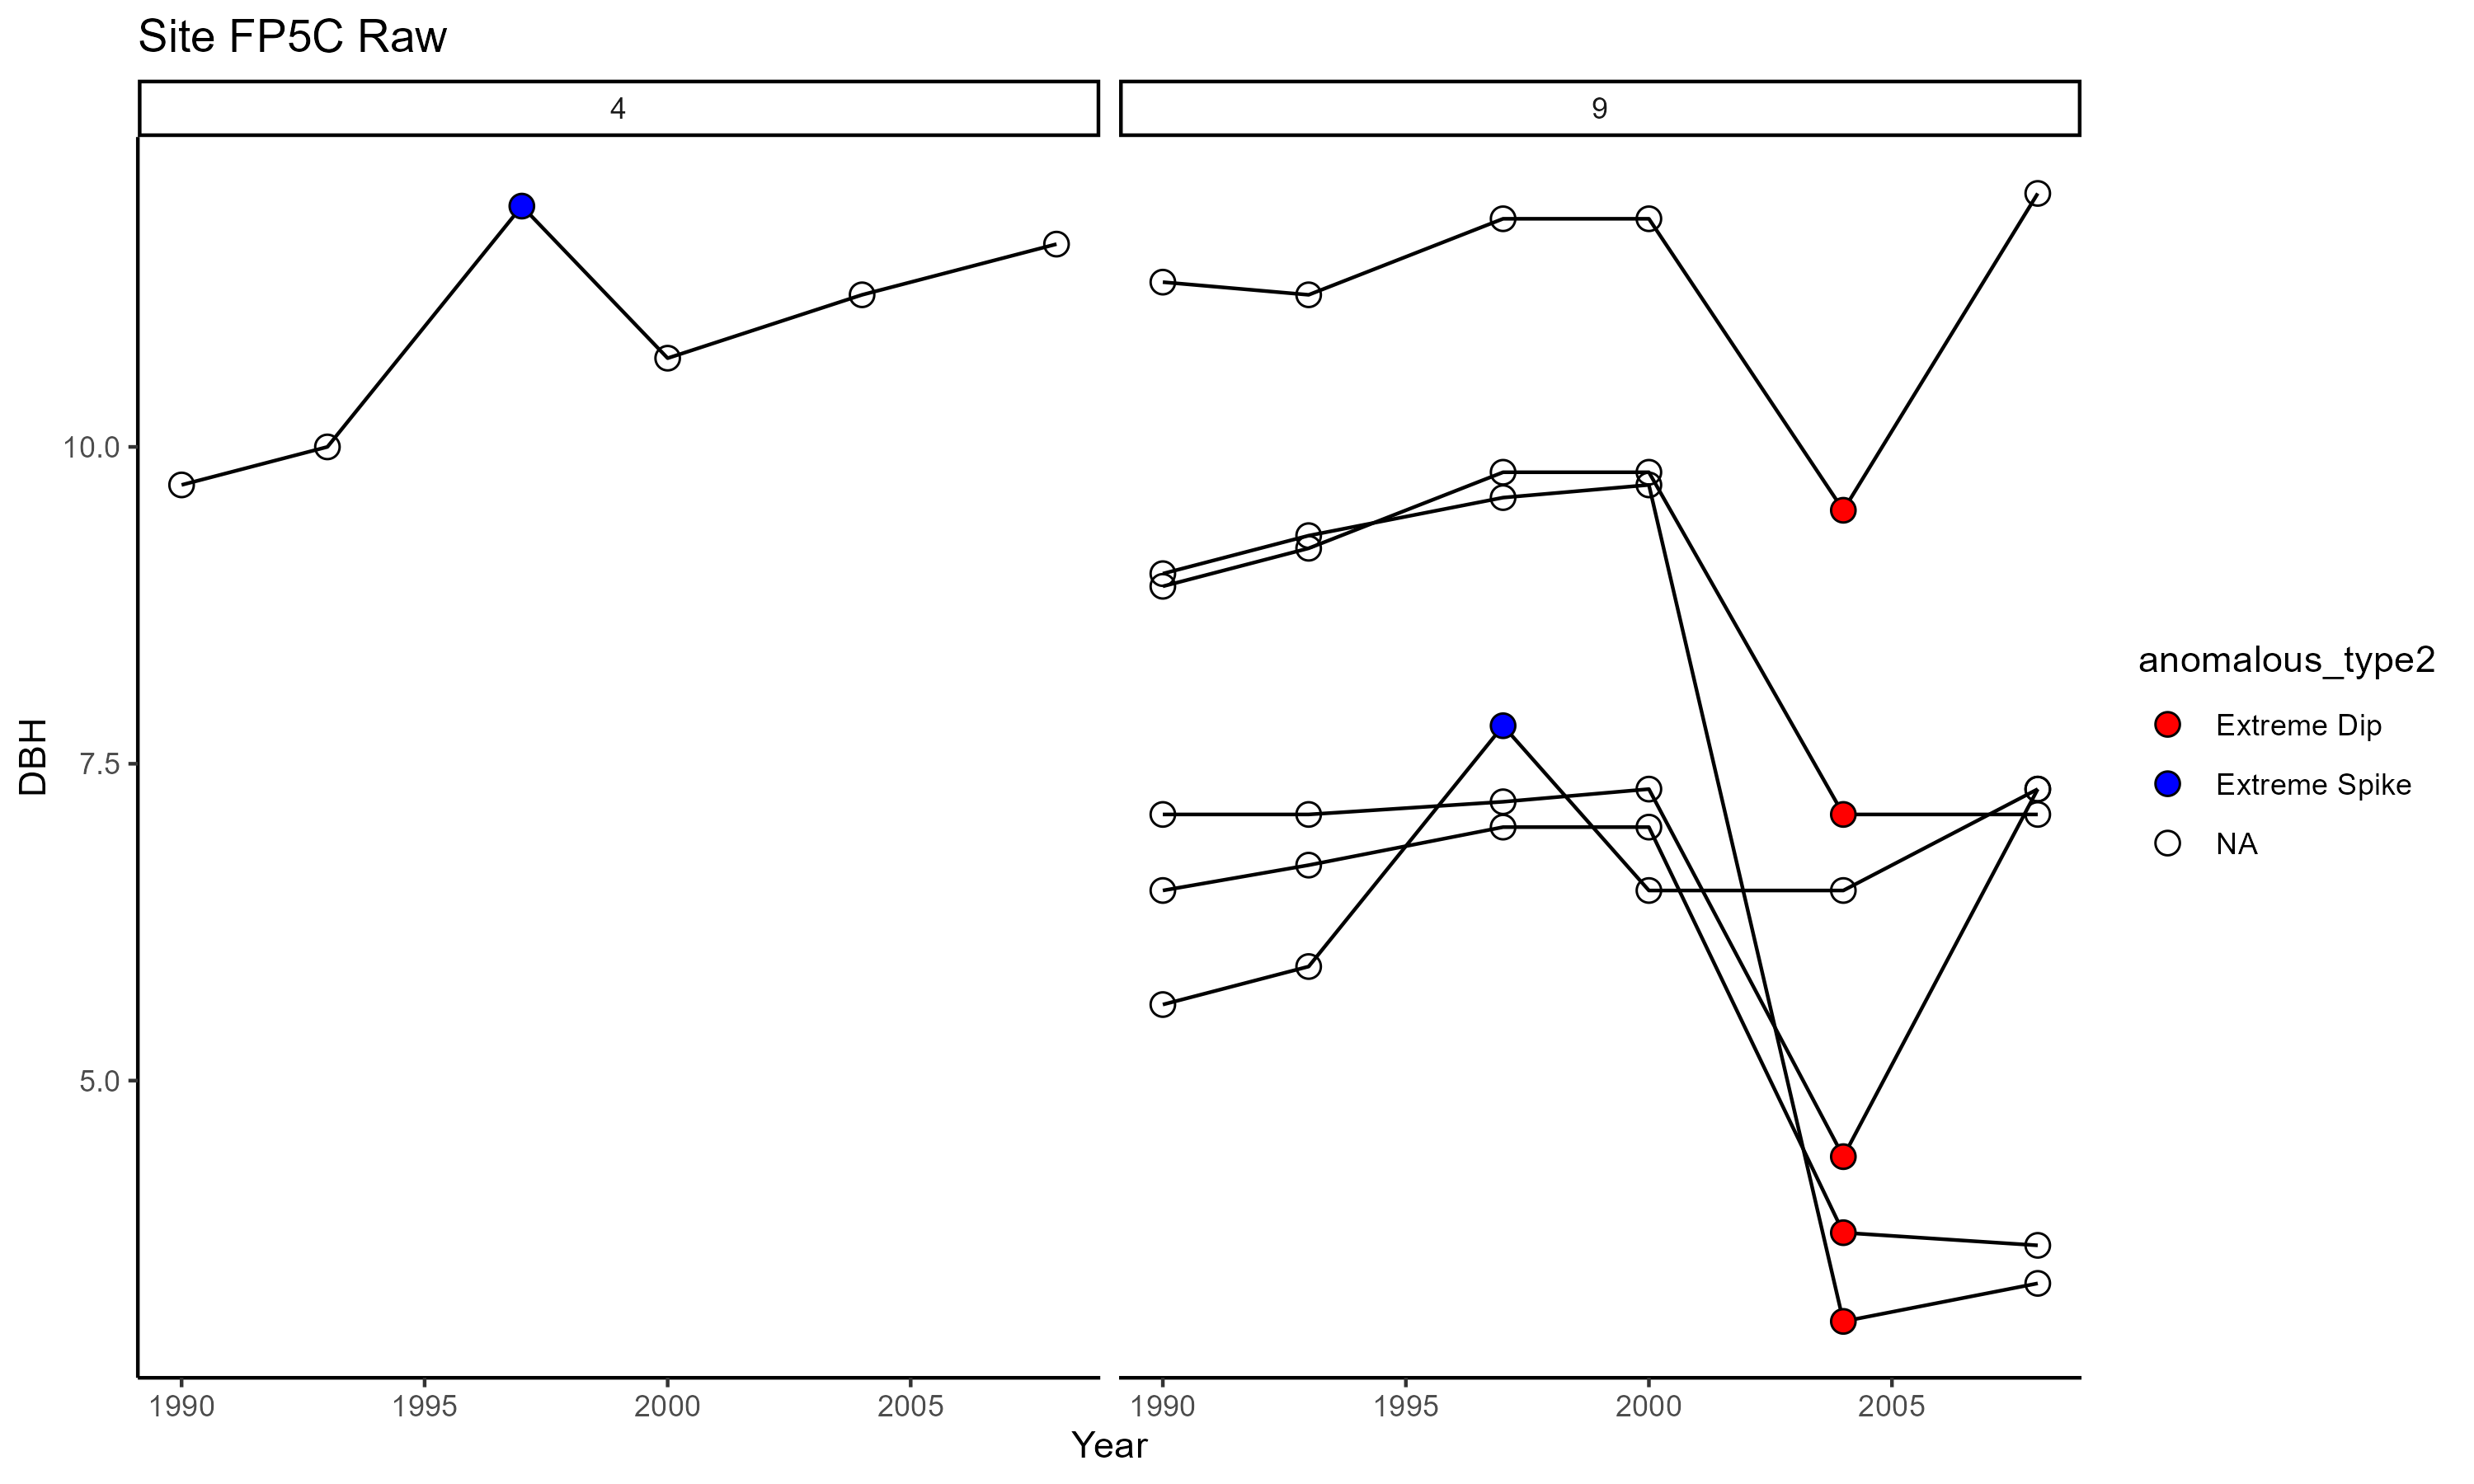 Site FP5C Raw
4
9
10.0
7.5
5.0
DBH
1990 1995 2000 2005
1990 1995 2000 2005
Year
anomalous_type2
Extreme Dip
Extreme Spike
NA